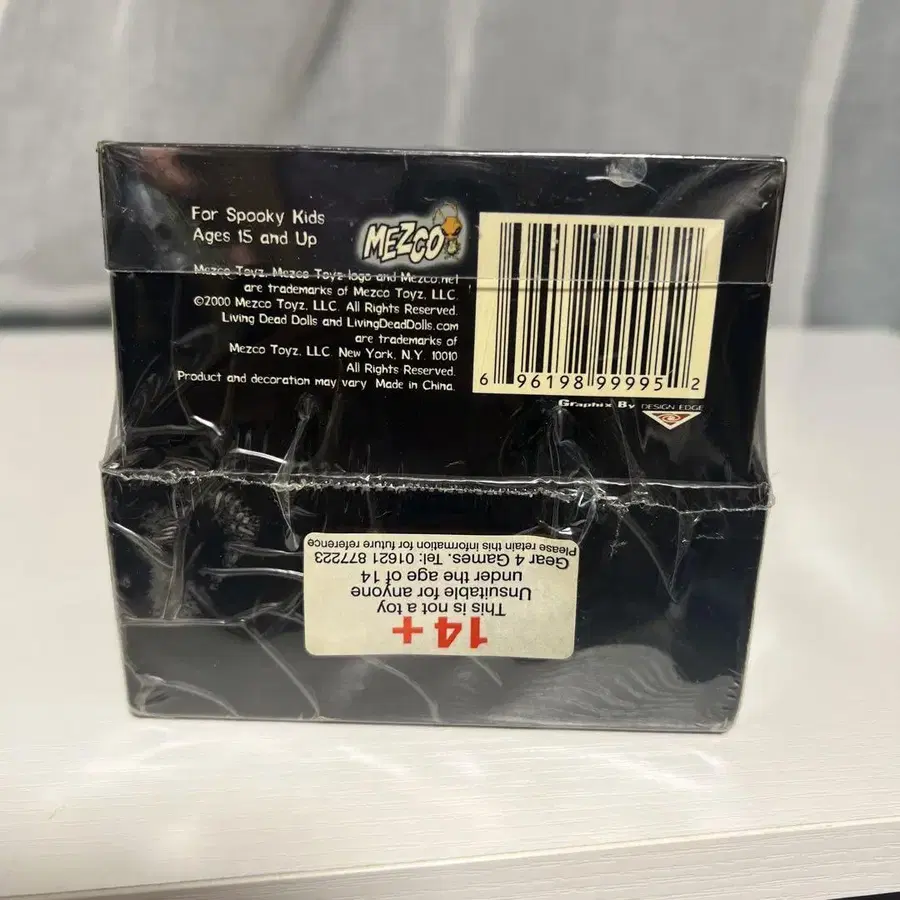 For Spooky Kids
Ages 15 and Up
MEZCO
Mezco Toyz, Mezco Toyz logo and Mezco.net
are trademarks of Mezco Toyz, LLC.
©2000 Mezco Toyz, LLC. All Rights Reserved.
Living Dead Dolls and LivingDeadDolls.com
are trademarks of
Mezco Toyz, LLC. New York, N.Y. 10010
All Rights Reserved.
Product and decoration may vary. Made in China.
6 96198 99995 2
Graphix By DESIGN EDGE
14+
This is not a toy
Unsuitable for anyone
under the age of 14
Gear 4 Games. Tel: 01621 877223
Please retain this information for future reference